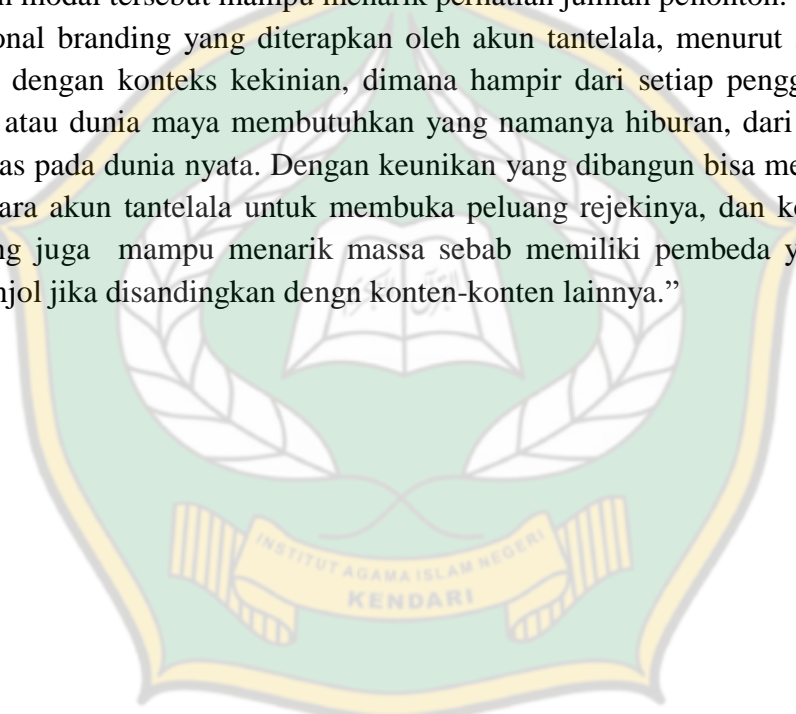 modal tersebut mampu menarik perhatian jumlah penonton.
onal branding yang diterapkan oleh akun tantelala, menurut
dengan konteks kekinian, dimana hampir dari setiap pengg
atau dunia maya membutuhkan yang namanya hiburan, dari
as pada dunia nyata. Dengan keunikan yang dibangun bisa me
ara akun tantelala untuk membuka peluang rejekinya, dan k
ng juga mampu menarik massa sebab memiliki pembeda y
njol jika disandingkan dengn konten-konten lainnya.”
INSTITUT AGAMA ISLAM NEGERI
KENDARI